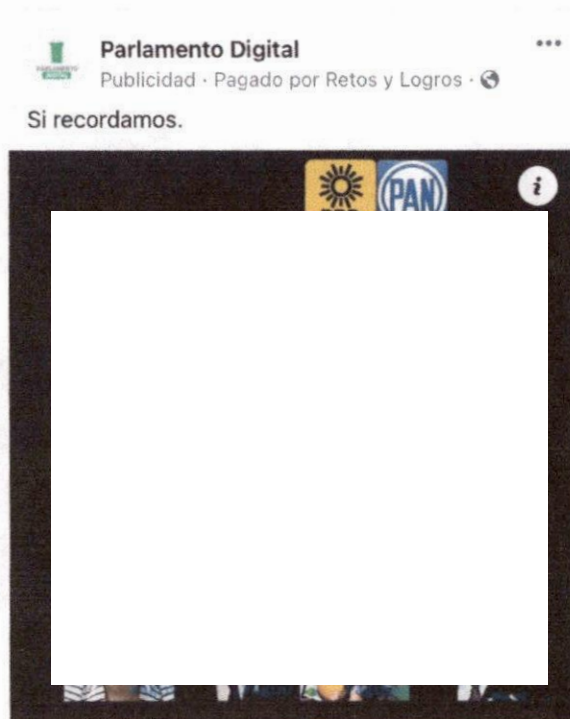 Parlamento Digital
Publicidad · Pagado por Retos y Logros ·
Si recordamos.
PAN